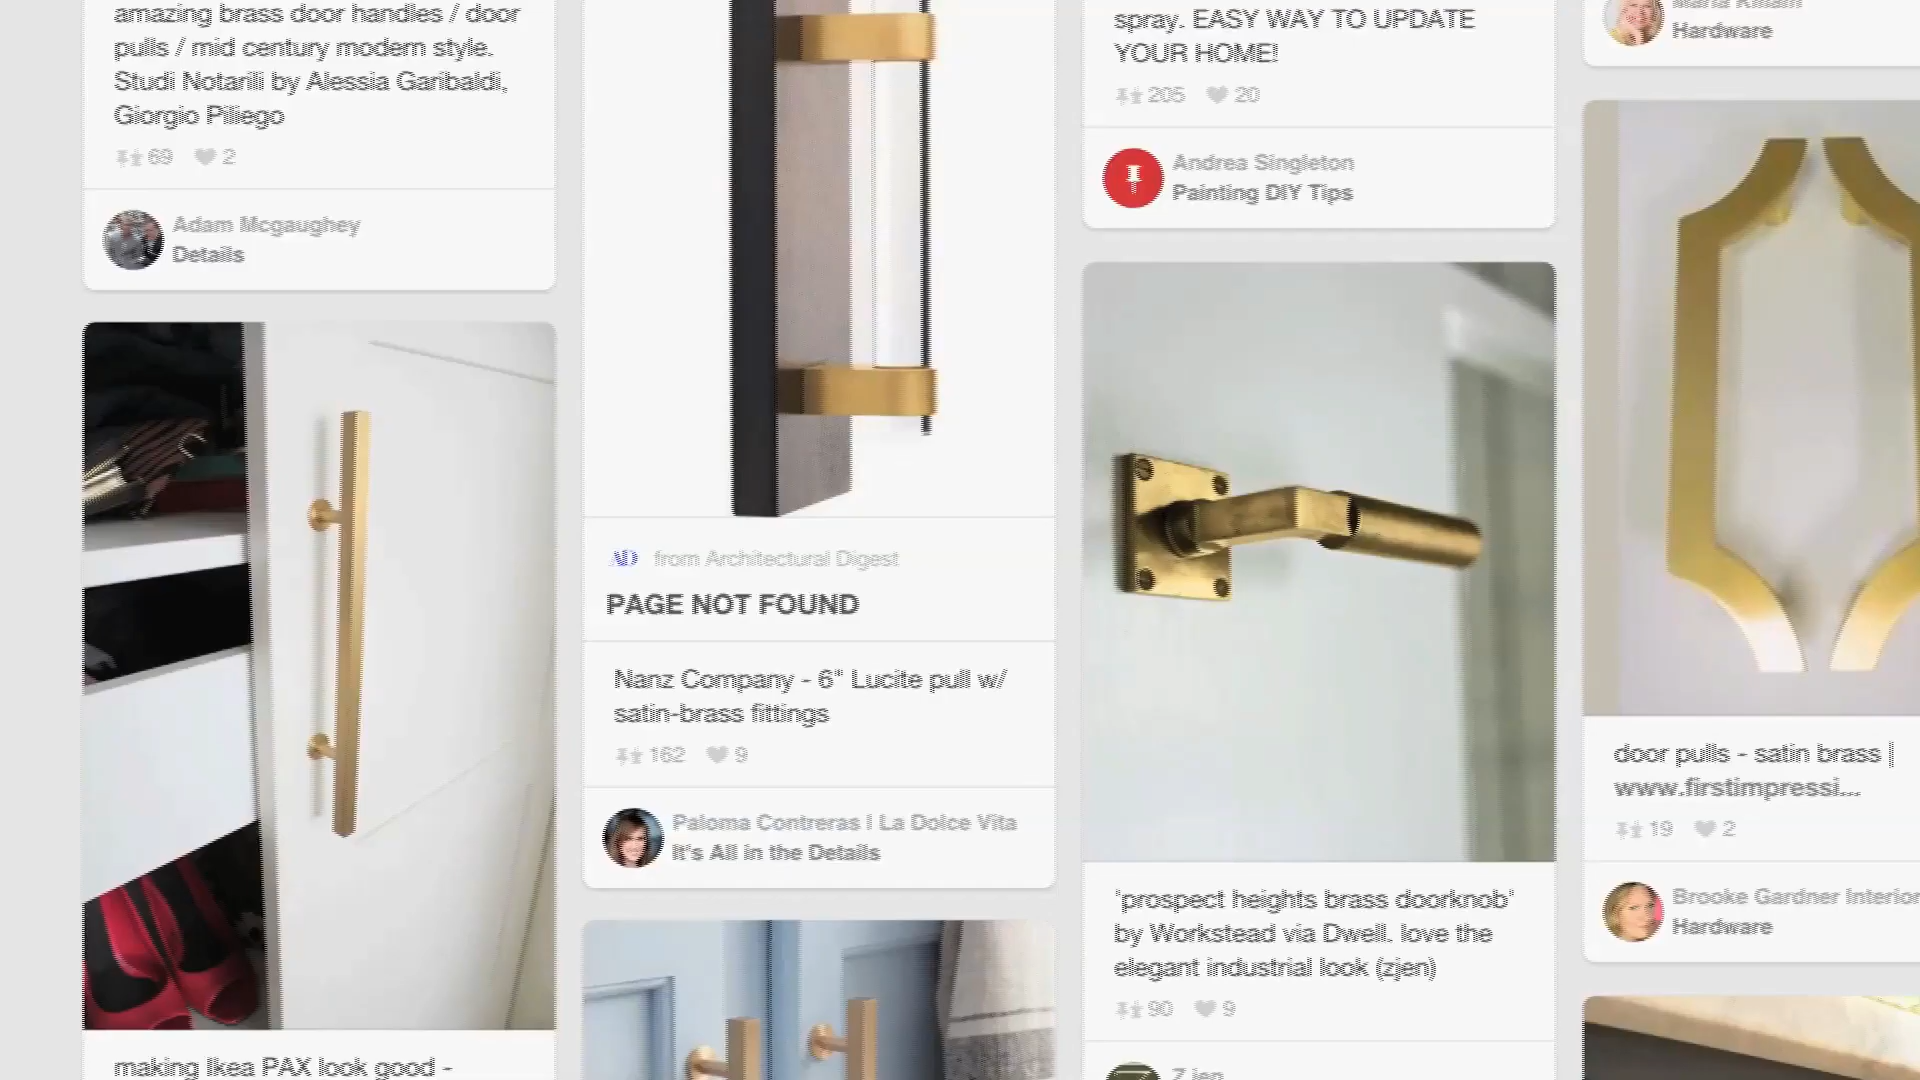 amazing brass door handles / door
pulls / mid century modern style.
Studi Notarili by Alessia Garibaldi,
Giorgio Piliego
69 2
Adam Mcgaughey
Details
making Ikea PAX look good -
AD from Architectural Digest
PAGE NOT FOUND
Nanz Company - 6" Lucite pull w/
satin-brass fittings
162 9
Paloma Contreras | La Dolce Vita
It's All in the Details
spray. EASY WAY TO UPDATE
YOUR HOME!
205 20
Andrea Singleton
Painting DIY Tips
'prospect heights brass doorknob'
by Workstead via Dwell. love the
elegant industrial look (zjen)
90 9
Z jen
Maria Killam
Hardware
door pulls - satin brass |
www.firstimpressi...
19 2
Brooke Gardner Interior
Hardware